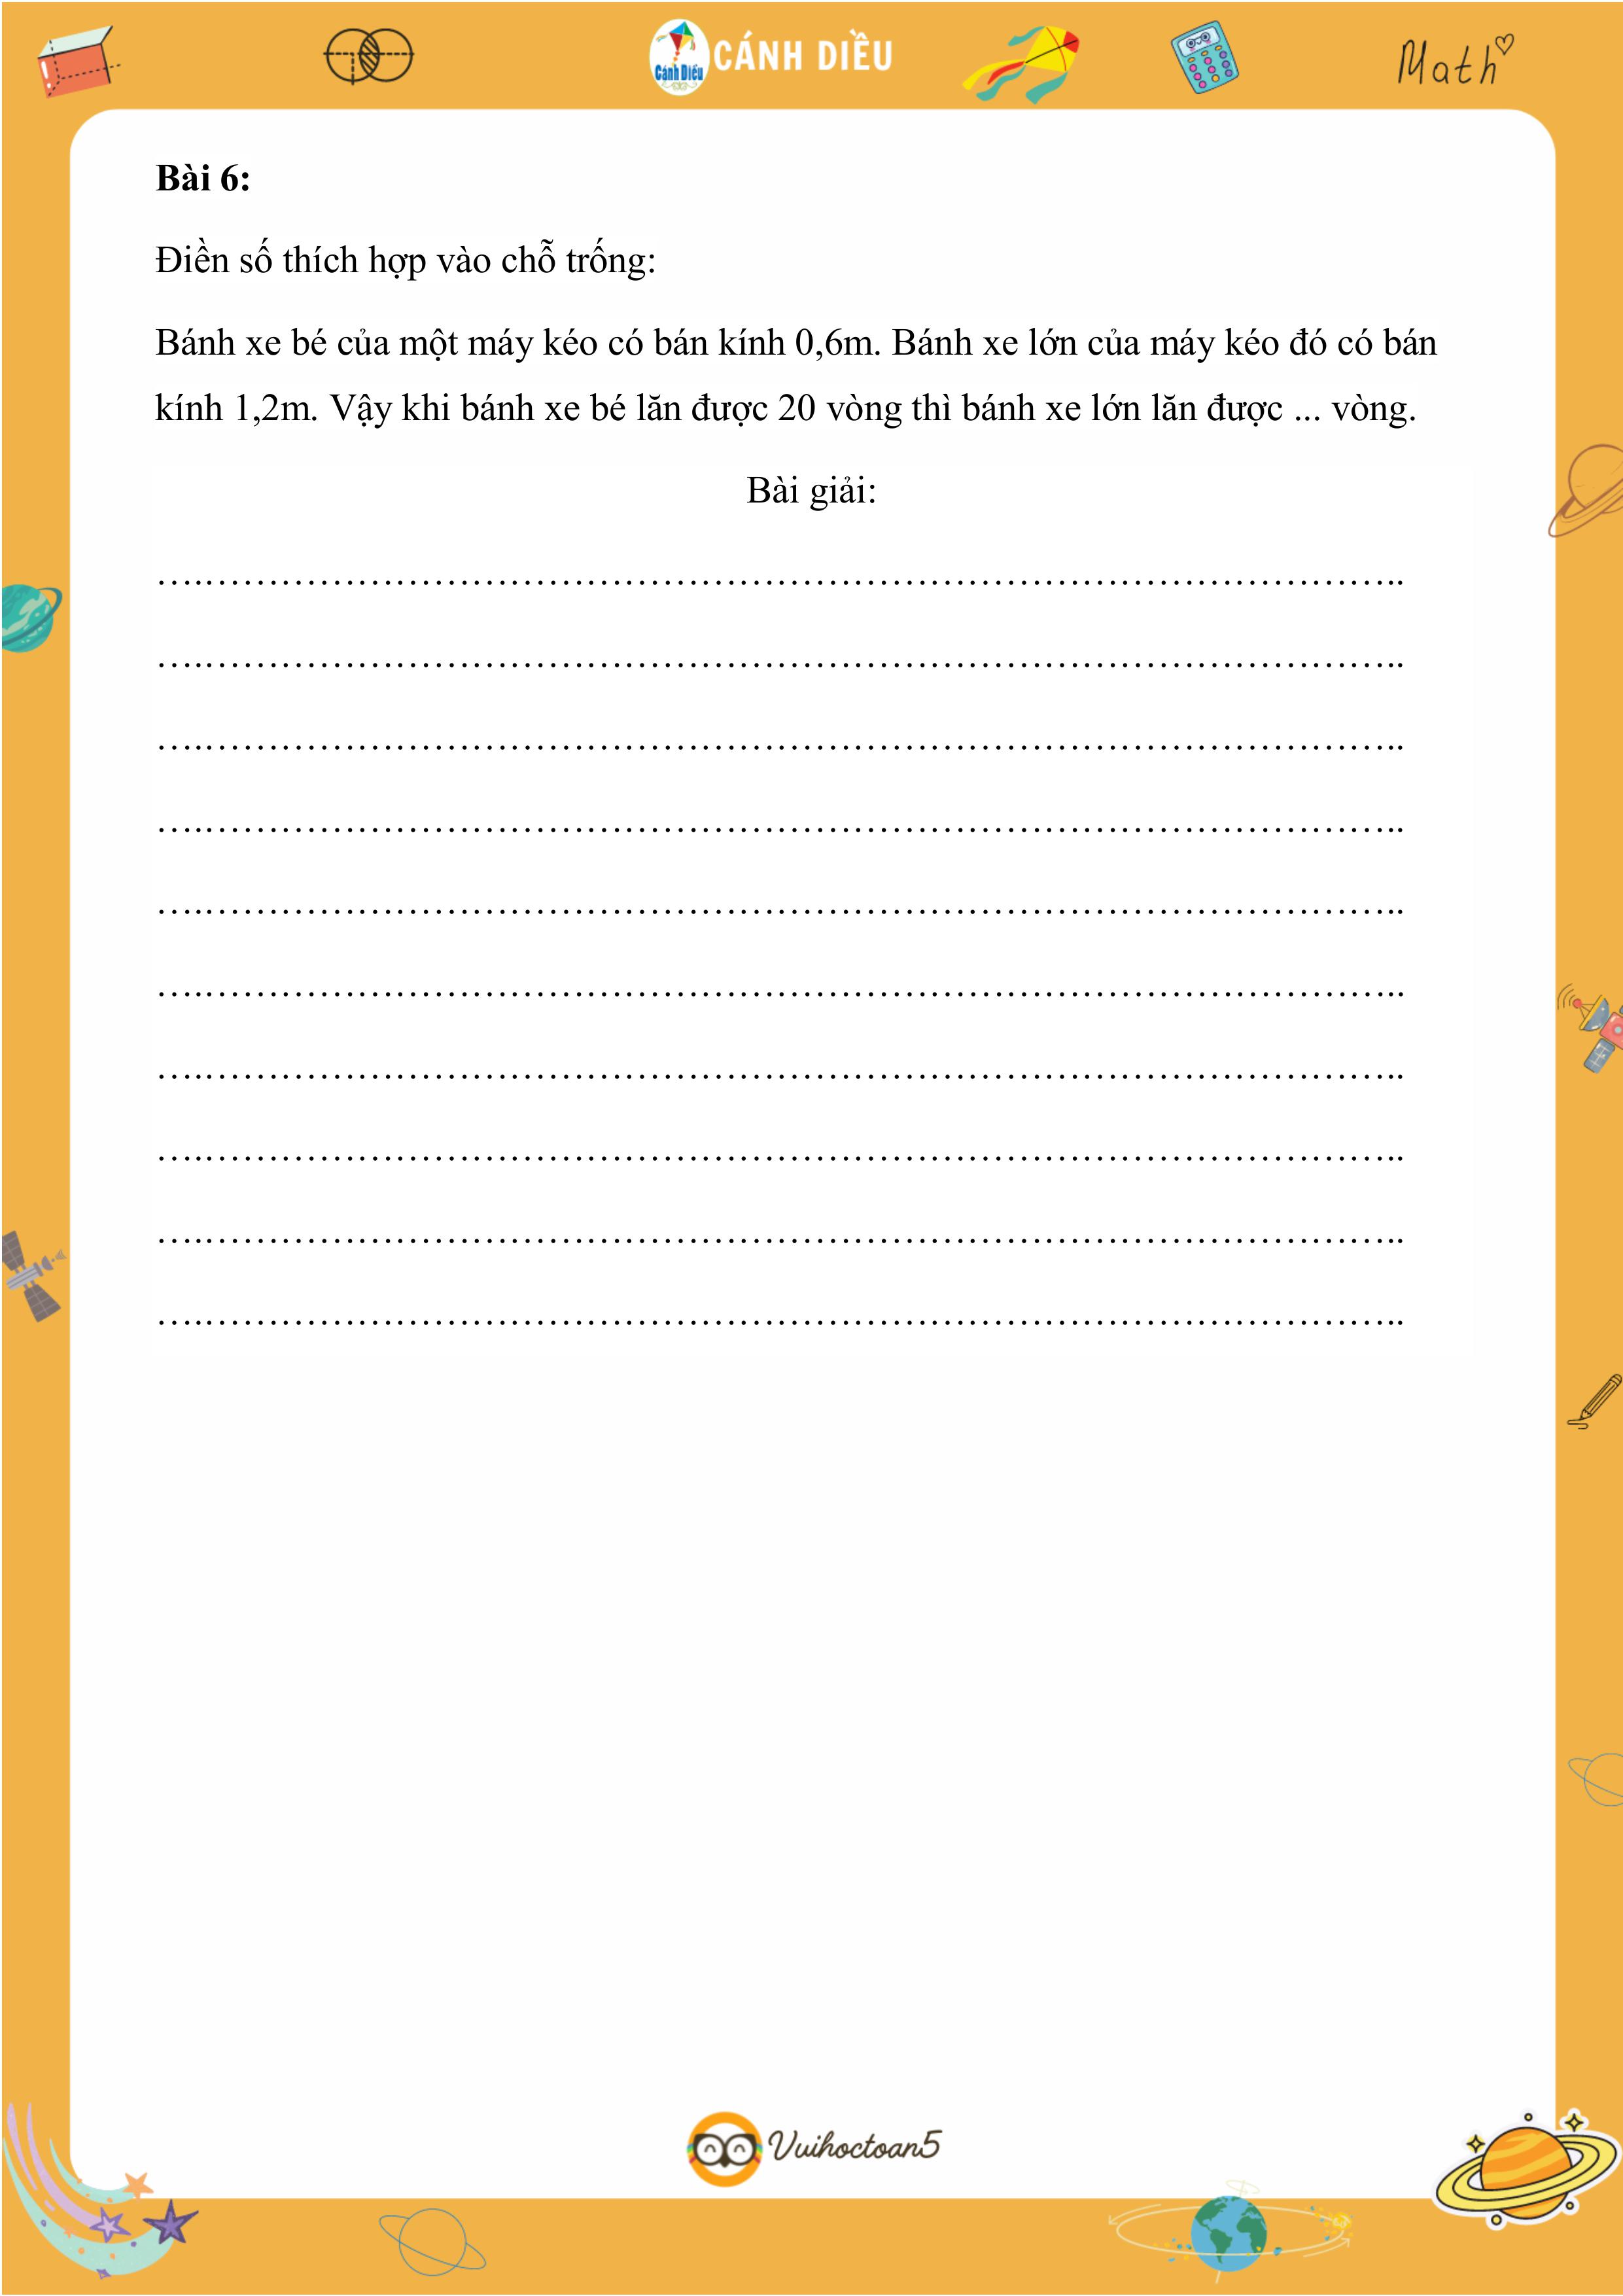 Cánh Diều CÁNH DIỀU
Math
Bài 6:
Điền số thích hợp vào chỗ trống:
Bánh xe bé của một máy kéo có bán kính 0,6m. Bánh xe lớn của máy kéo đó có bán
kính 1,2m. Vậy khi bánh xe bé lăn được 20 vòng thì bánh xe lớn lăn được ... vòng.
Bài giải:
Vuihoctoan5